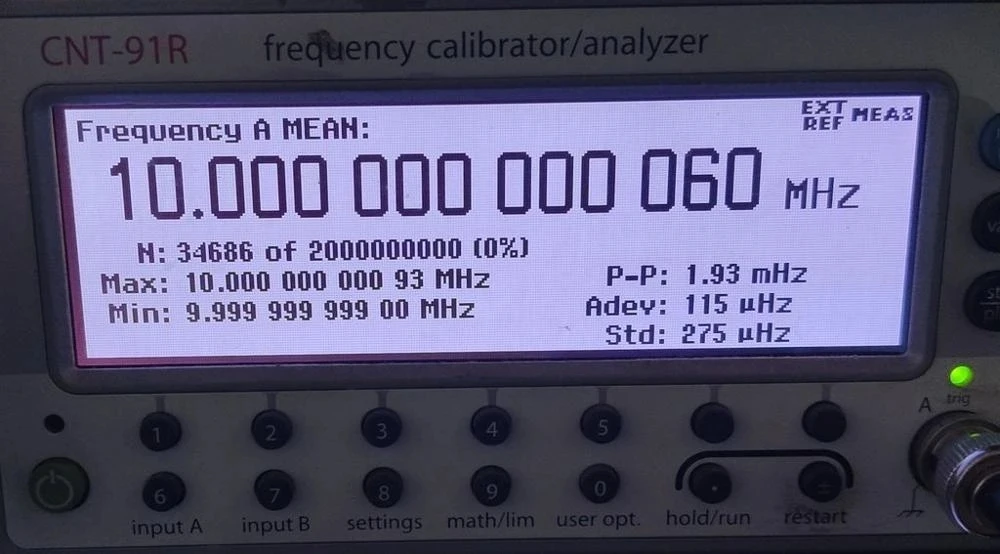 CNT-91R frequency calibrator/analyzer
EXT REF MEAS
Frequency A MEAN:
10.000 000 000 060 MHz
N: 34686 of 2000000000 (0%)
Max: 10.000 000 000 93 MHz P-P: 1.93 mHz
Min: 9.999 999 999 00 MHz Adev: 115 µHz
Std: 275 µHz
A trig
1 2 3 4 5
6 7 8 9 0 . ±
input A input B settings math/lim user opt. hold/run restart